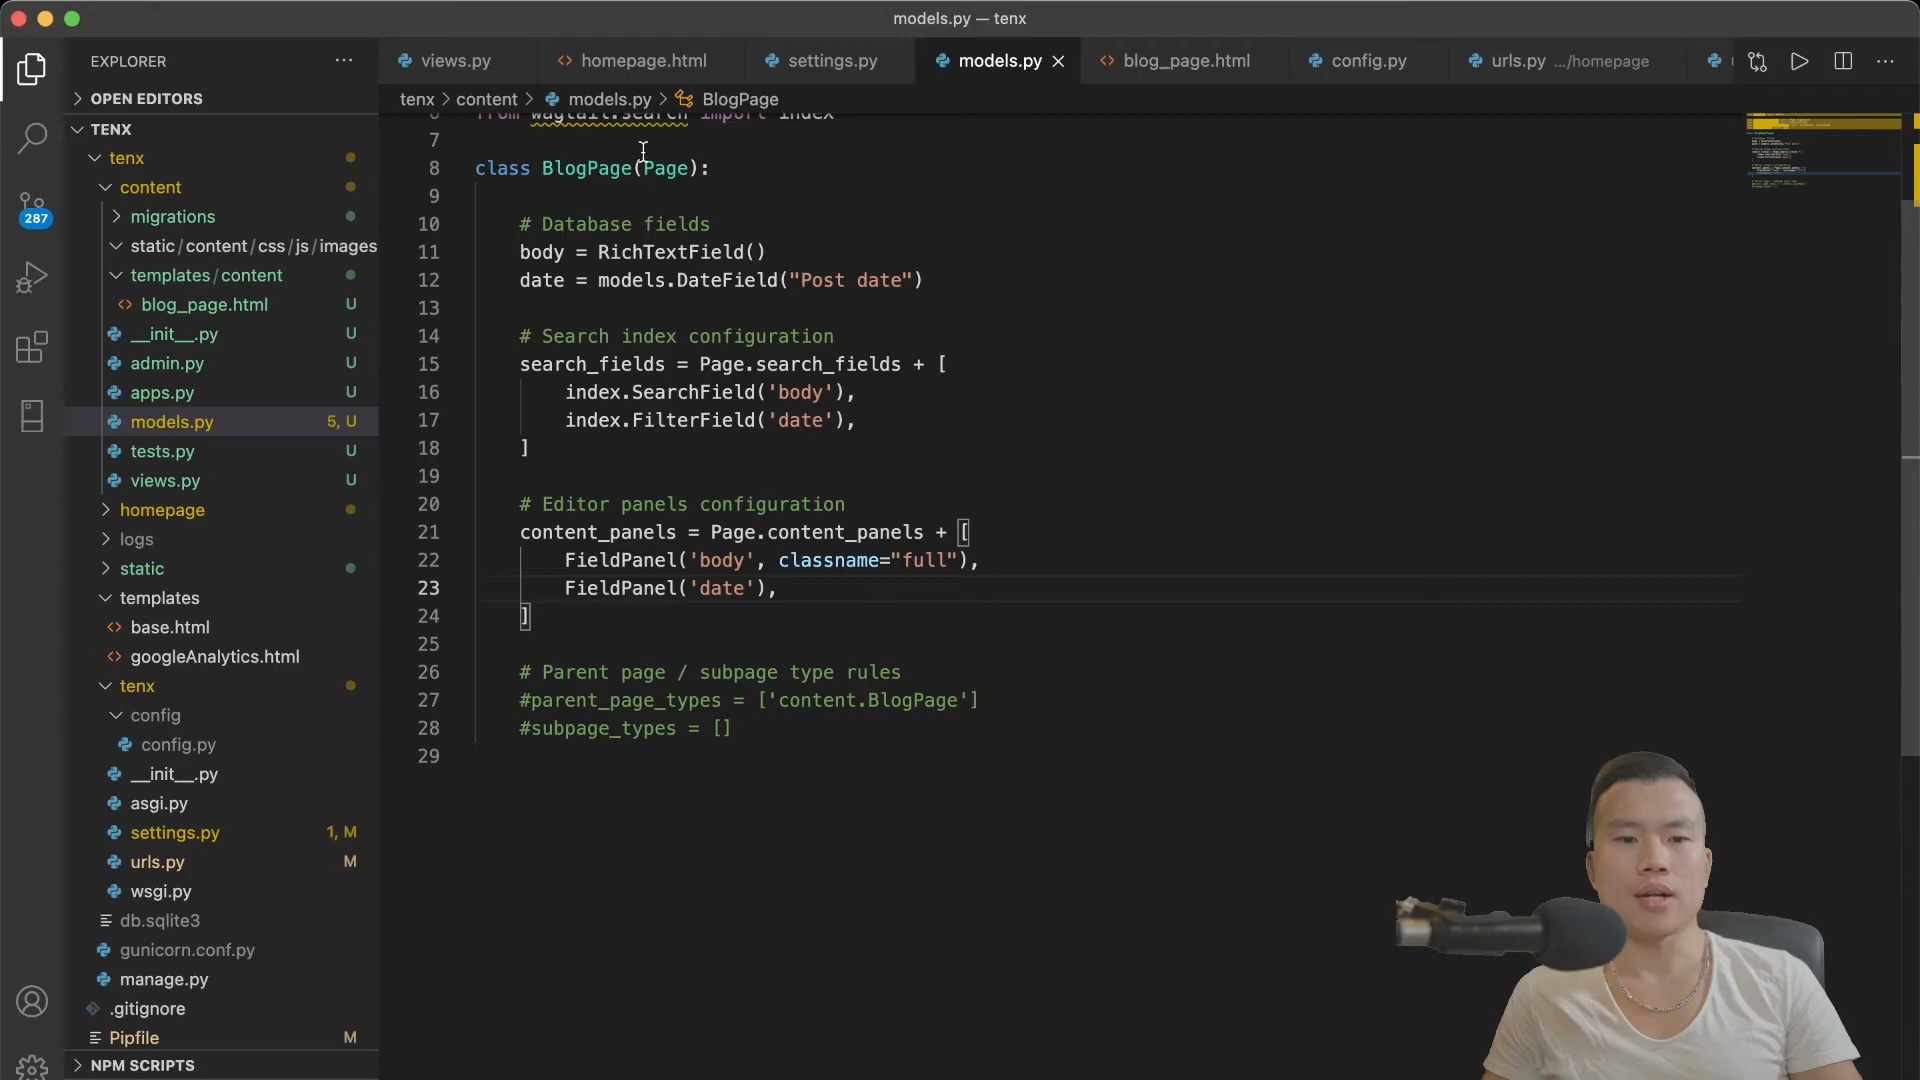 models.py — tenx
EXPLORER
views.py
homepage.html
settings.py
models.py
blog_page.html
config.py
urls.py .../homepage
OPEN EDITORS
tenx > content > models.py > BlogPage
TENX
tenx
content
migrations
static/content/css/js/images
templates/content
blog_page.html U
__init__.py U
admin.py U
apps.py U
models.py 5, U
tests.py U
views.py U
homepage
logs
static
templates
base.html
googleAnalytics.html
tenx
config
config.py
__init__.py
asgi.py
settings.py 1, M
urls.py M
wsgi.py
db.sqlite3
gunicorn.conf.py
manage.py
.gitignore
Pipfile M
NPM SCRIPTS
287
6 from wagtail.search import index
7
8 class BlogPage(Page):
9
10 # Database fields
11 body = RichTextField()
12 date = models.DateField("Post date")
13
14 # Search index configuration
15 search_fields = Page.search_fields + [
16 index.SearchField('body'),
17 index.FilterField('date'),
18 ]
19
20 # Editor panels configuration
21 content_panels = Page.content_panels + [
22 FieldPanel('body', classname="full"),
23 FieldPanel('date'),
24 ]
25
26 # Parent page / subpage type rules
27 #parent_page_types = ['content.BlogPage']
28 #subpage_types = []
29